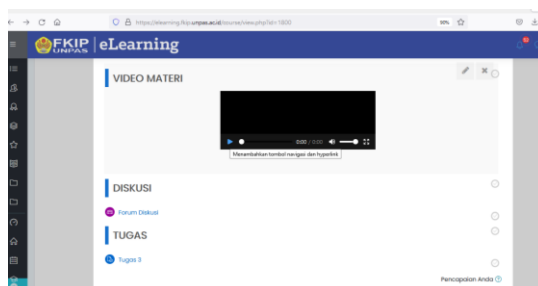 https://elearning.fkip.unpas.ac.id/course/view.php?id=1800
50%
FKIP UNPAS eLearning
VIDEO MATERI
0:00 / 0:00
Menambahkan tombol navigasi dan hyperlink
DISKUSI
Forum Diskusi
TUGAS
Tugas 3
Pencapaian Anda